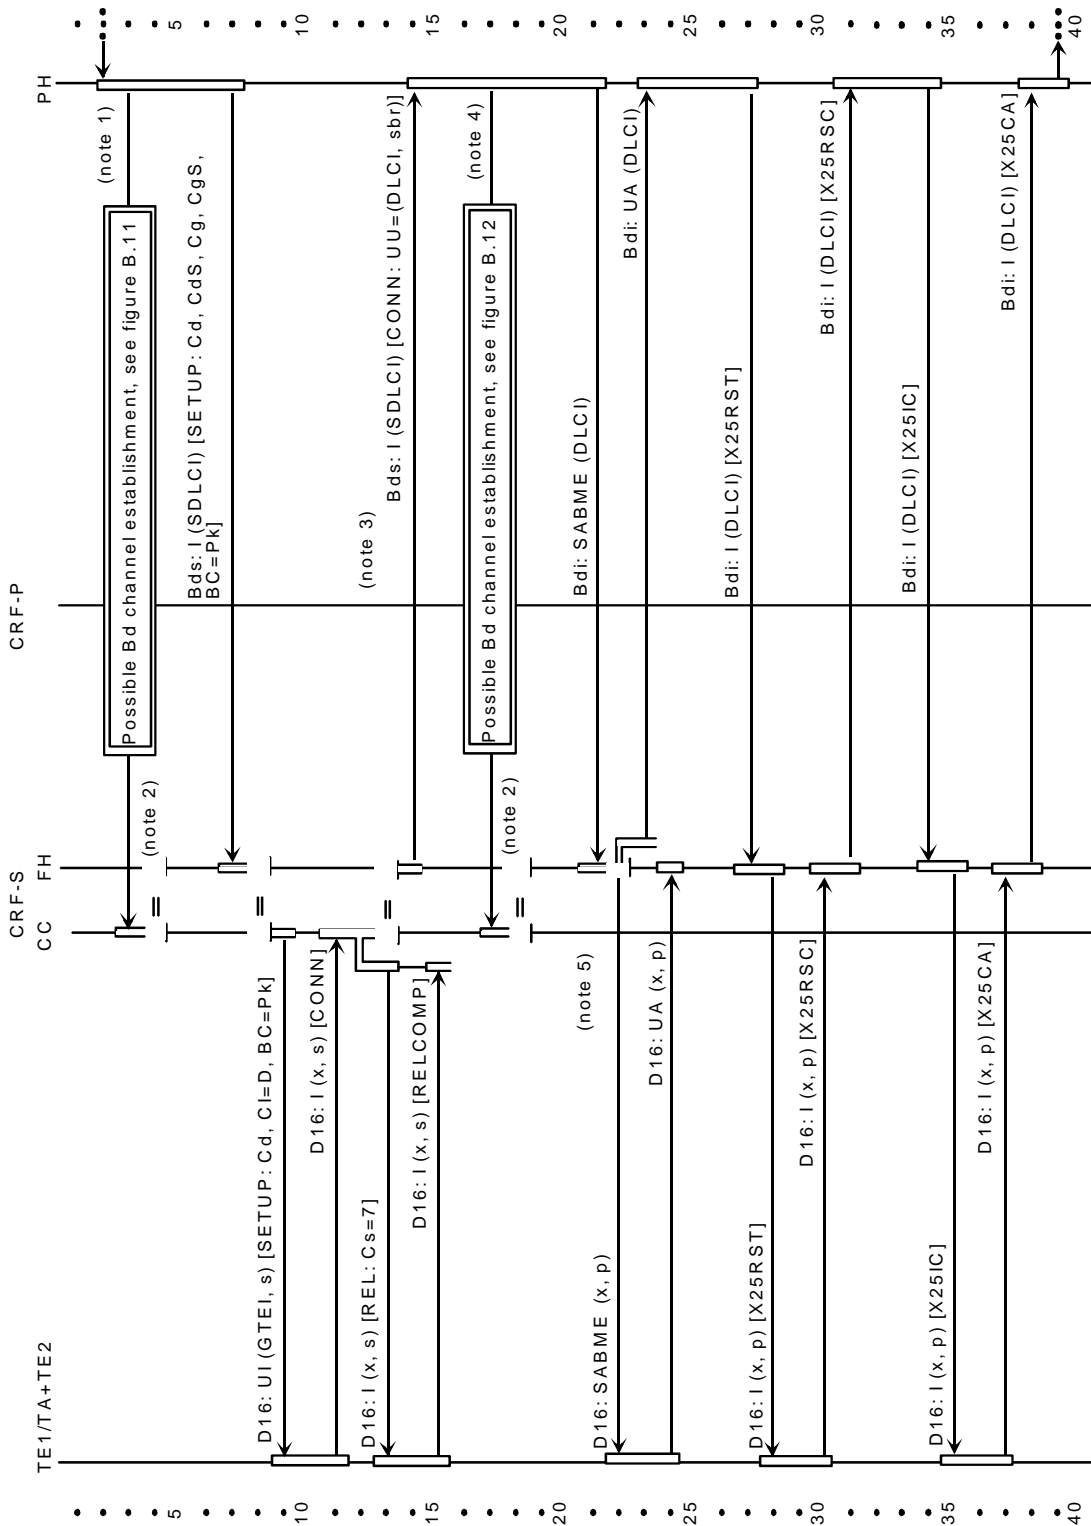 TE1/TA+TE2
CRF-S
CC
FH
CRF-P
PH
5
5
(note 1)
Possible Bd channel establishment, see figure B.11
(note 2)
=
Bds: I (SDLCI) [SETUP: Cd, CdS, Cg, CgS,
BC=Pk]
=
D16: UI (GTEI, s) [SETUP: Cd, CI=D, BC=Pk]
10
10
D16: I (x, s) [CONN]
(note 3)
=
D16: I (x, s) [REL: Cs=7]
Bds: I (SDLCI) [CONN: UU=(DLCI, sbr)]
D16: I (x, s) [RELCOMP]
15
15
(note 4)
Possible Bd channel establishment, see figure B.12
(note 2)
=
20
20
Bdi: SABME (DLCI)
(note 5)
D16: SABME (x, p)
Bdi: UA (DLCI)
D16: UA (x, p)
25
25
Bdi: I (DLCI) [X25RST]
D16: I (x, p) [X25RST]
30
30
D16: I (x, p) [X25RSC]
Bdi: I (DLCI) [X25RSC]
Bdi: I (DLCI) [X25IC]
35
35
D16: I (x, p) [X25IC]
D16: I (x, p) [X25CA]
Bdi: I (DLCI) [X25CA]
40
40